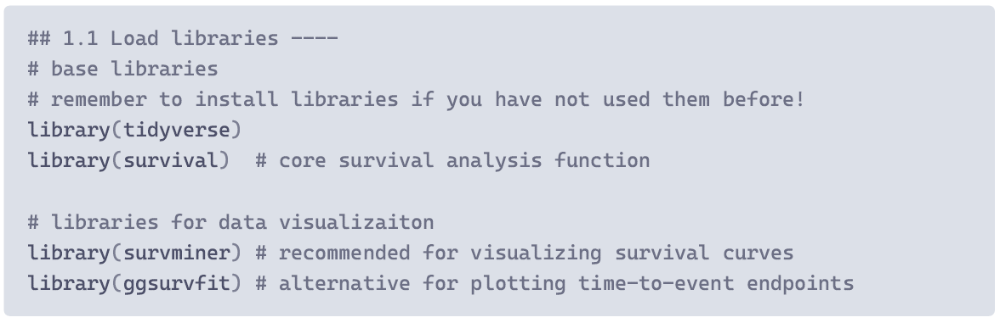 ## 1.1 Load libraries ----
# base libraries
# remember to install libraries if you have not used them before!
library(tidyverse)
library(survival)  # core survival analysis function
# libraries for data visualizaiton
library(survminer) # recommended for visualizing survival curves
library(ggsurvfit) # alternative for plotting time-to-event endpoints